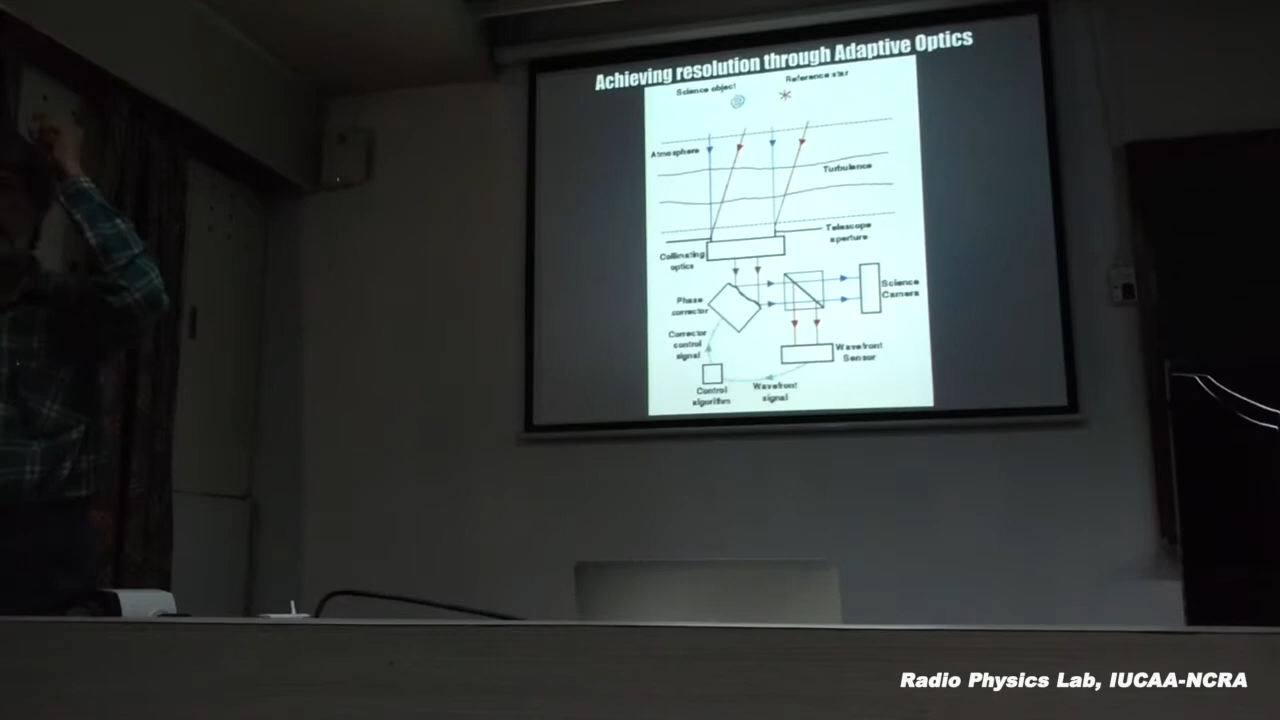 Achieving resolution through Adaptive Optics
Science object
Reference star
Atmosphere
Turbulence
Telescope
aperture
Collimating
optics
Phase
corrector
Science
Camera
Corrector
control
signal
Wavefront
Sensor
Control
algorithm
Wavefront
signal
Radio Physics Lab, IUCAA-NCRA